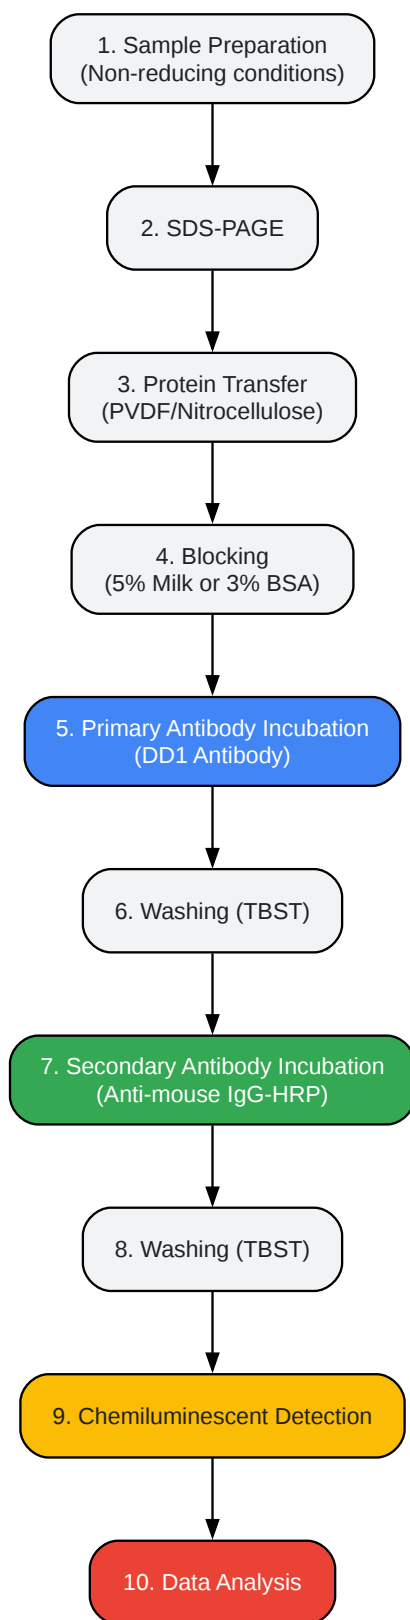 1. Sample Preparation
(Non-reducing conditions)
2. SDS-PAGE
3. Protein Transfer
(PVDF/Nitrocellulose)
4. Blocking
(5% Milk or 3% BSA)
5. Primary Antibody Incubation
(DD1 Antibody)
6. Washing (TBST)
7. Secondary Antibody Incubation
(Anti-mouse IgG-HRP)
8. Washing (TBST)
9. Chemiluminescent Detection
10. Data Analysis